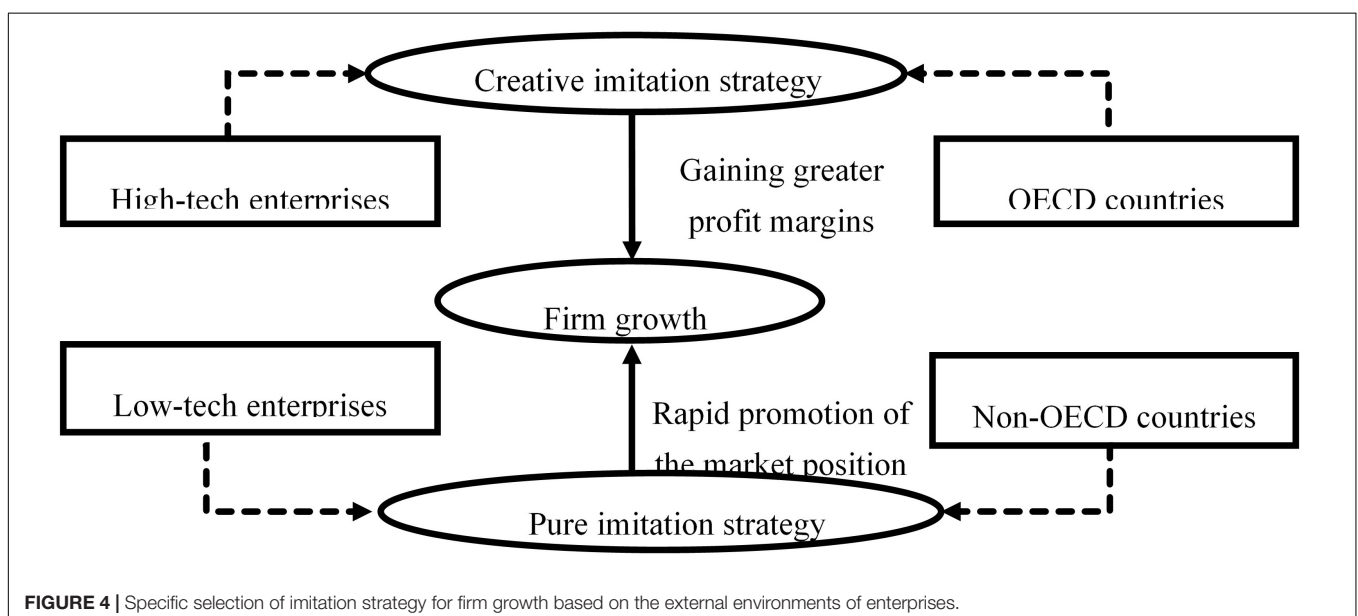 Creative imitation strategy
High-tech enterprises
Gaining greater
profit margins
OECD countries
Firm growth
Low-tech enterprises
Rapid promotion of
the market position
Non-OECD countries
Pure imitation strategy
FIGURE 4 | Specific selection of imitation strategy for firm growth based on the external environments of enterprises.